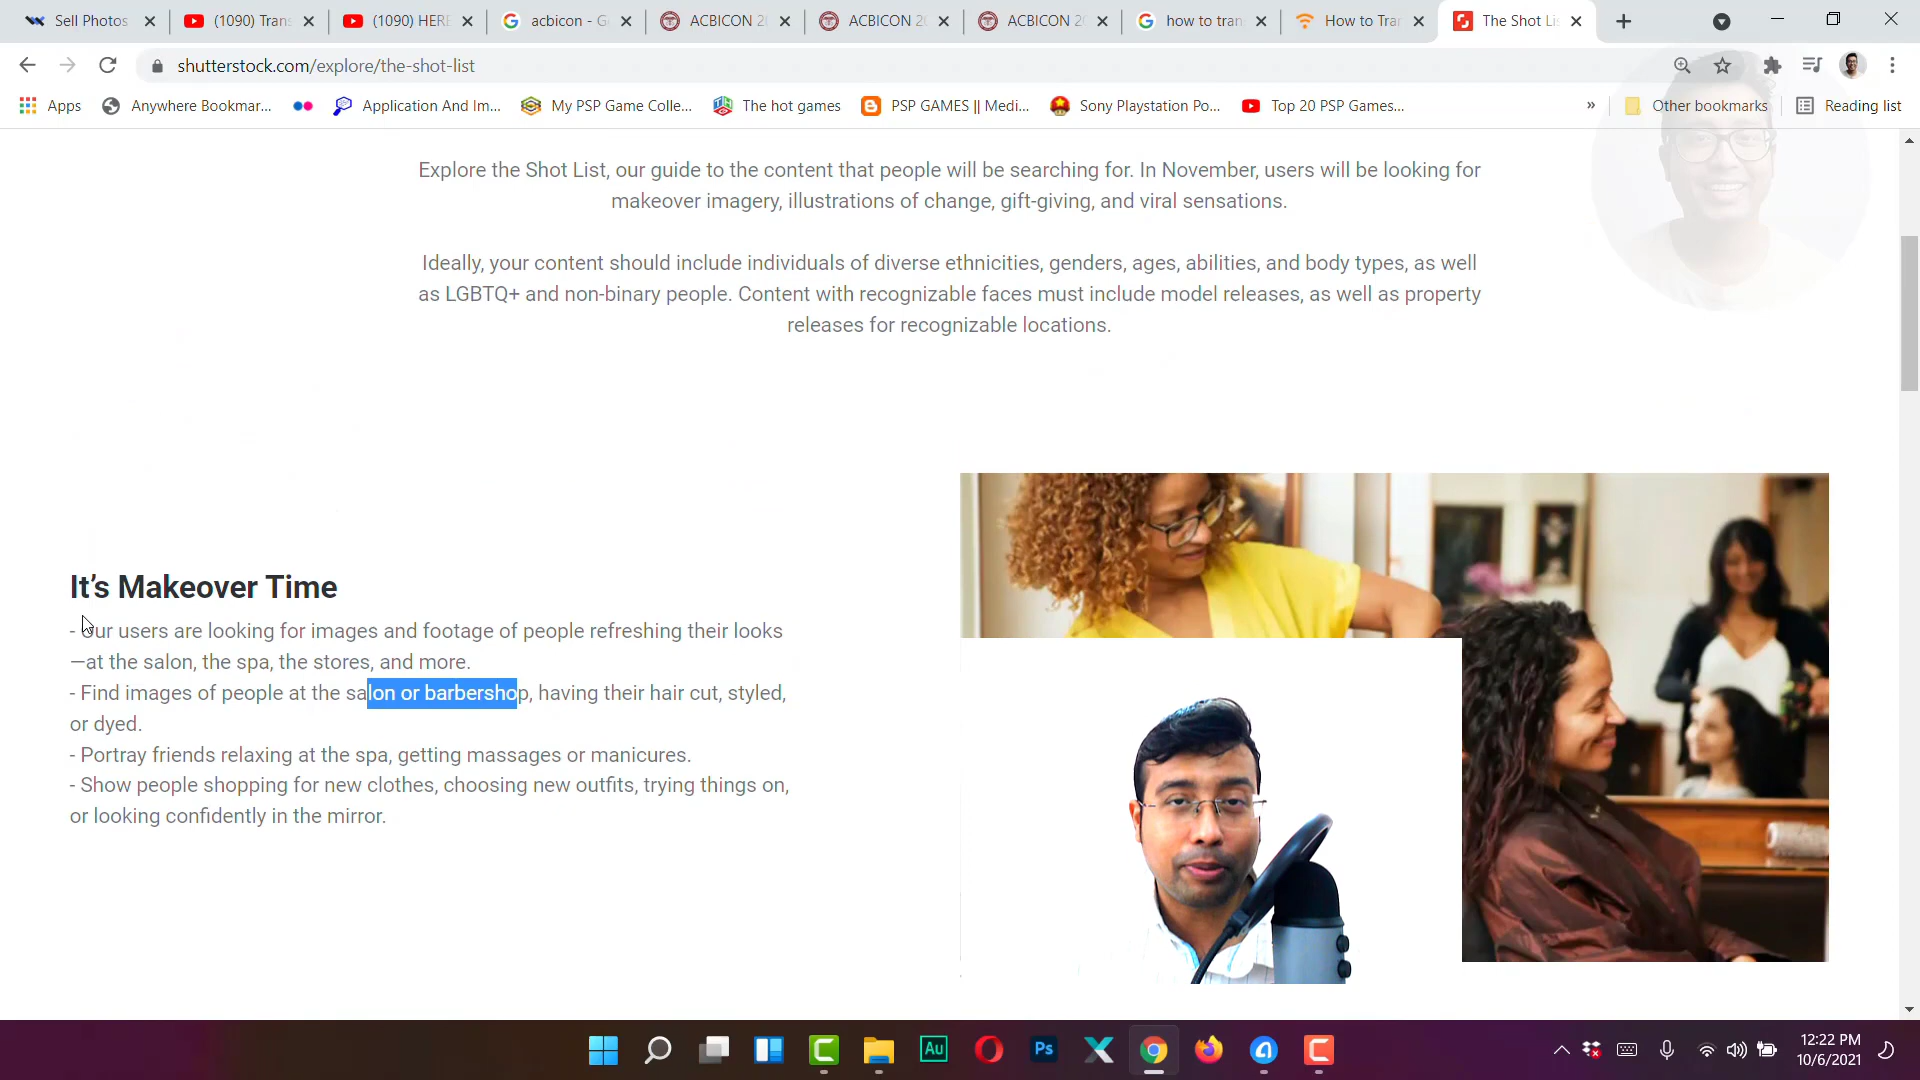 Sell Photos
(1090) Tran
(1090) HERE
acbicon - G
ACBICON 2
ACBICON 2
ACBICON 2
how to tran
How to Tra
The Shot Li
shutterstock.com/explore/the-shot-list
Apps
Anywhere Bookmar...
Application And Im...
My PSP Game Colle...
The hot games
PSP GAMES || Medi...
Sony Playstation Po...
Top 20 PSP Games...
»
Other bookmarks
Reading list
Explore the Shot List, our guide to the content that people will be searching for. In November, users will be looking for
makeover imagery, illustrations of change, gift-giving, and viral sensations.
Ideally, your content should include individuals of diverse ethnicities, genders, ages, abilities, and body types, as well
as LGBTQ+ and non-binary people. Content with recognizable faces must include model releases, as well as property
releases for recognizable locations.
It’s Makeover Time
- Our users are looking for images and footage of people refreshing their looks
—at the salon, the spa, the stores, and more.
- Find images of people at the salon or barbershop, having their hair cut, styled,
or dyed.
- Portray friends relaxing at the spa, getting massages or manicures.
- Show people shopping for new clothes, choosing new outfits, trying things on,
or looking confidently in the mirror.
Au
Ps
12:22 PM
10/6/2021